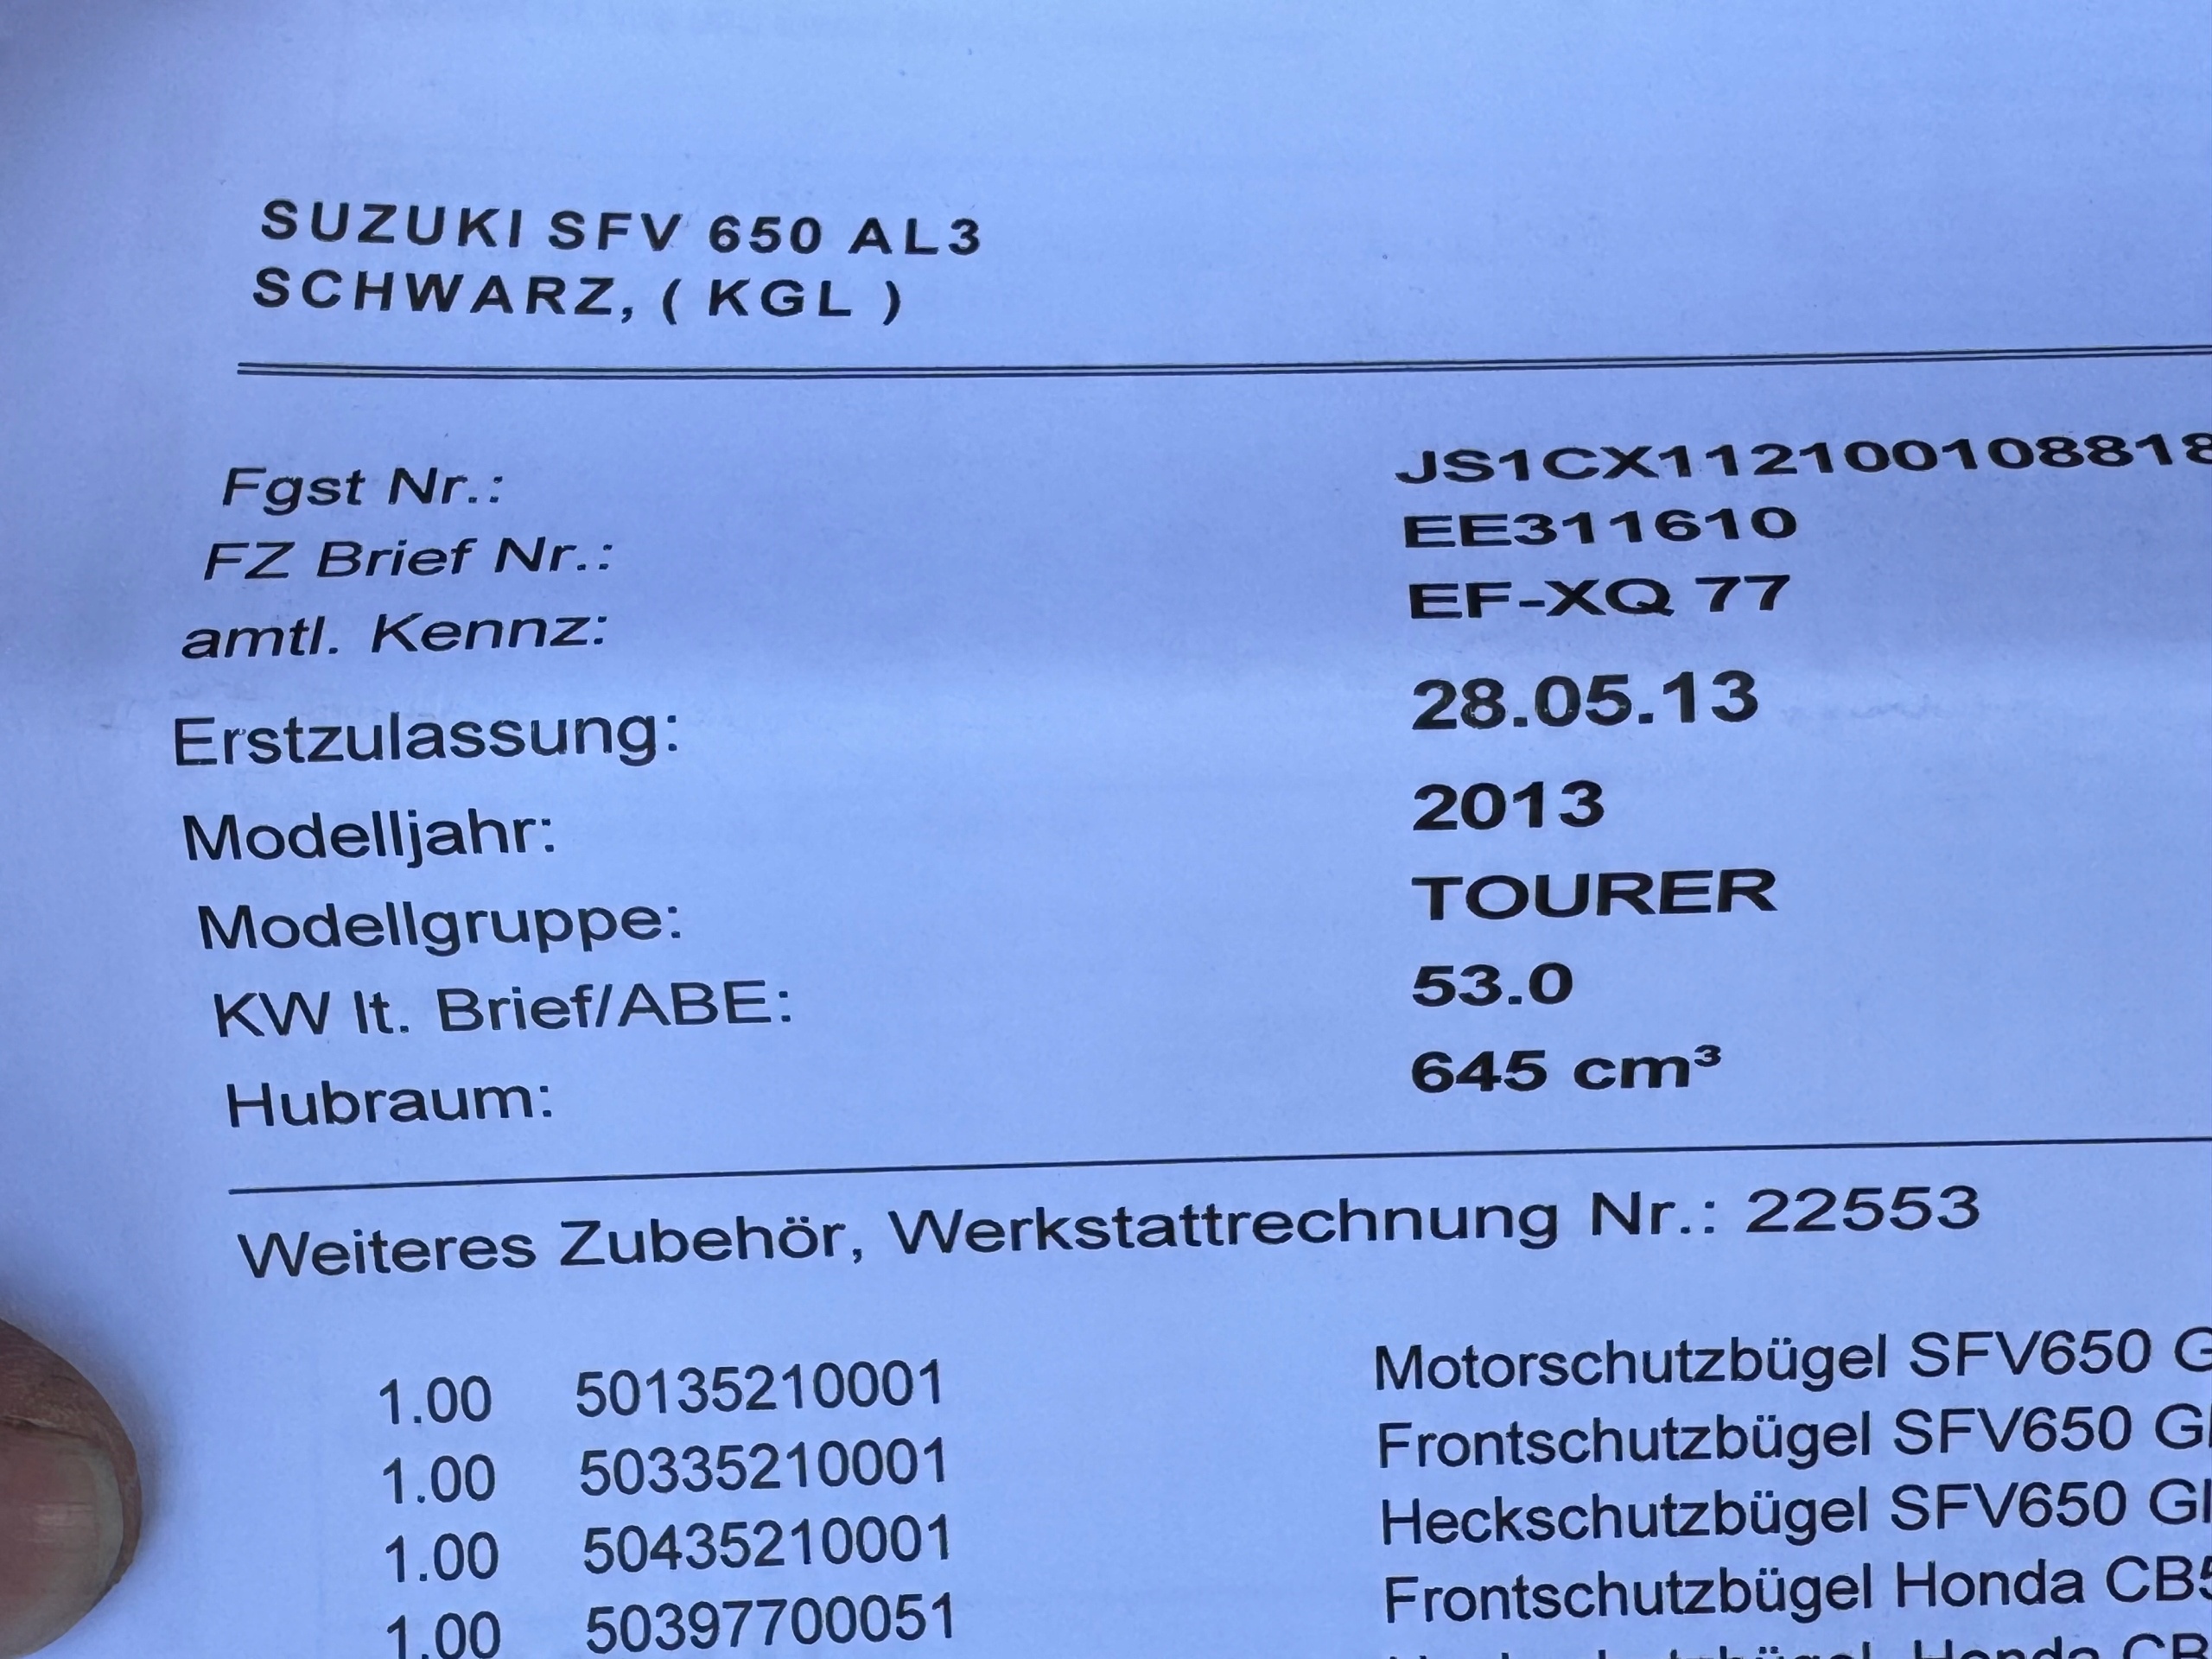 SUZUKI SFV 650 AL3
SCHWARZ, ( KGL )
Fgst Nr.: JS1CX112100108818
FZ Brief Nr.: EE311610
amtl. Kennz: EF-XQ 77
Erstzulassung: 28.05.13
Modelljahr: 2013
Modellgruppe: TOURER
KW lt. Brief/ABE: 53.0
Hubraum: 645 cm³
Weiteres Zubehör, Werkstattrechnung Nr.: 22553
1.00 50135210001 Motorschutzbügel SFV650
1.00 50335210001 Frontschutzbügel SFV650
1.00 50435210001 Heckschutzbügel SFV650
1.00 50397700051 Frontschutzbügel Honda
Honda